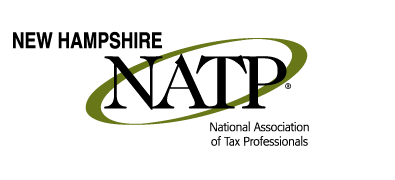 NEW HAMPSHIRE
NATP®
National Association
of Tax Professionals